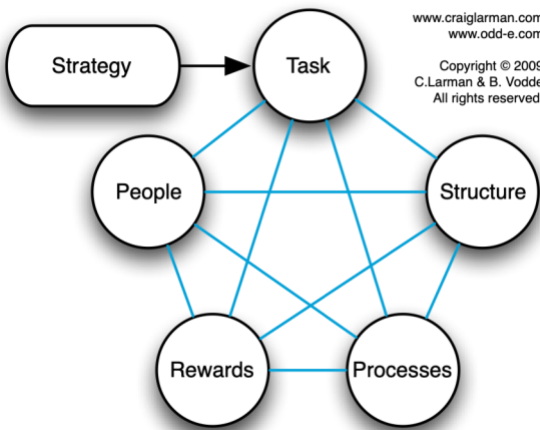 www.craiglarman.com
www.odd-e.com
Copyright © 2009
C.Larman & B. Vodde
All rights reserved.
Strategy
Task
People
Structure
Rewards
Processes